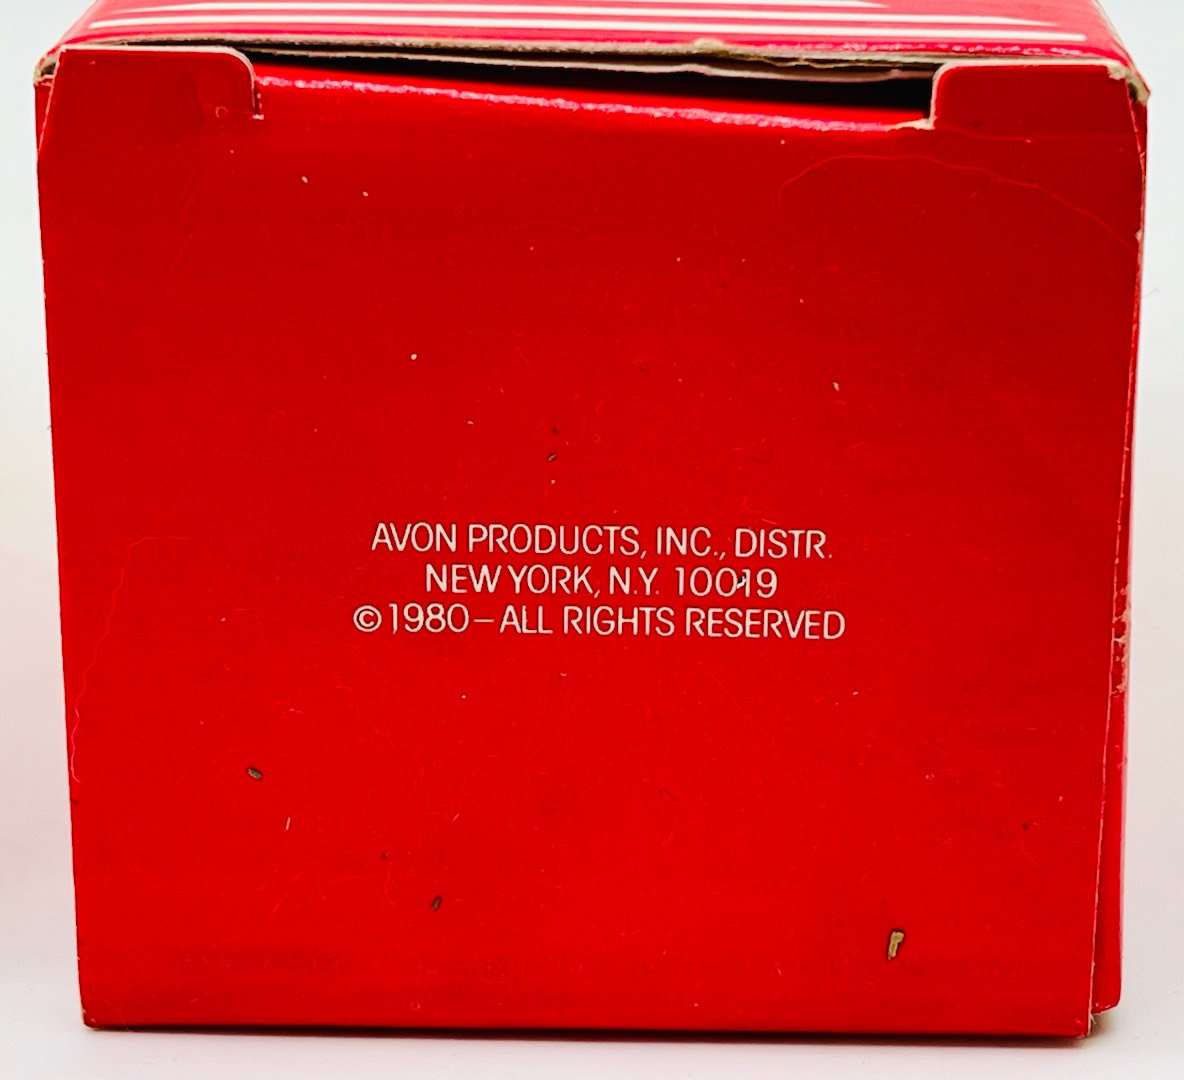 AVON PRODUCTS, INC., DISTR.
NEW YORK, N.Y. 10019
©1980–ALL RIGHTS RESERVED